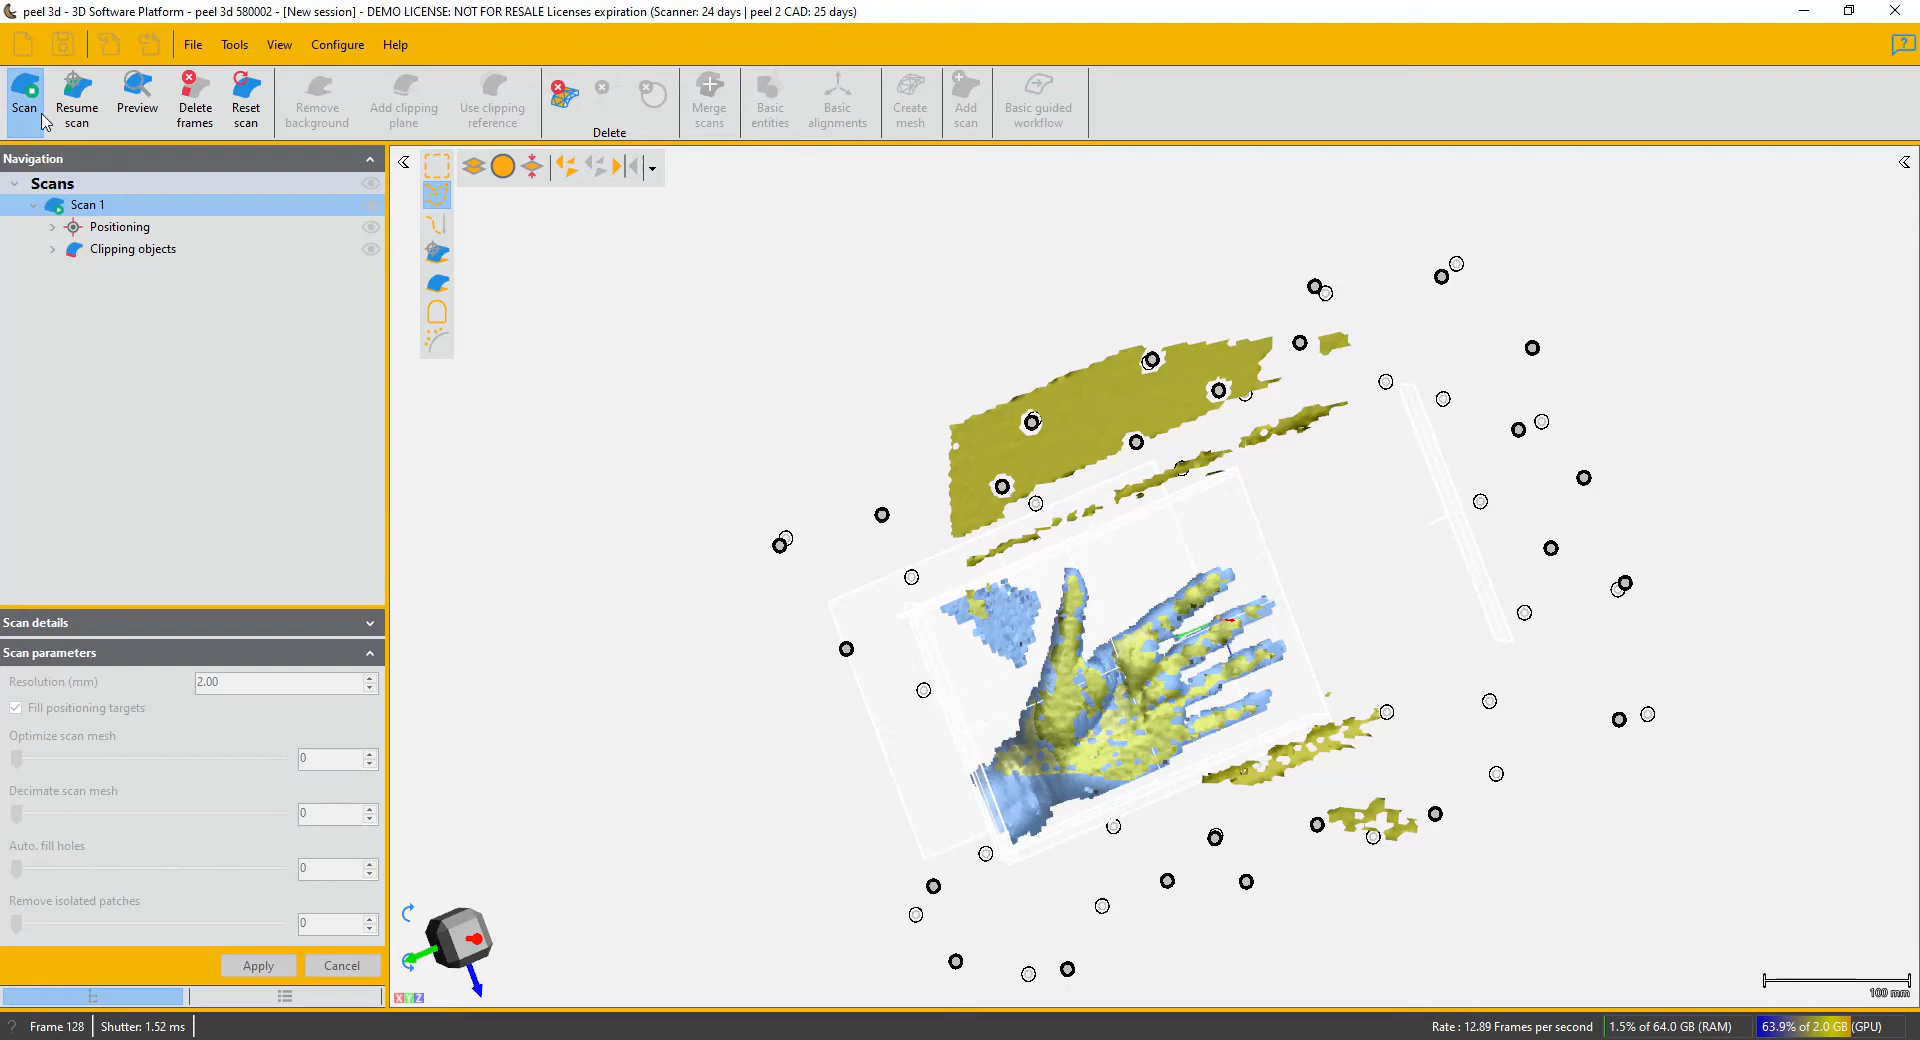 peel 3d - 3D Software Platform - peel 3d 580002 - [New session] - DEMO LICENSE: NOT FOR RESALE Licenses expiration (Scanner: 24 days | peel 2 CAD: 25 days)
File Tools View Configure Help
Scan
Resume scan
Preview
Delete frames
Reset scan
Remove background
Add clipping plane
Use clipping reference
Delete
Merge scans
Basic entities
Basic alignments
Create mesh
Add scan
Basic guided workflow
Navigation
Scans
Scan 1
Positioning
Clipping objects
Scan details
Scan parameters
Resolution (mm) 2.00
Fill positioning targets
Optimize scan mesh
0
Decimate scan mesh
0
Auto. fill holes
0
Remove isolated patches
0
Apply Cancel
X Y Z
100 mm
? Frame 128 Shutter: 1.52 ms
Rate : 12.89 Frames per second 1.5% of 64.0 GB (RAM) 63.9% of 2.0 GB (GPU)